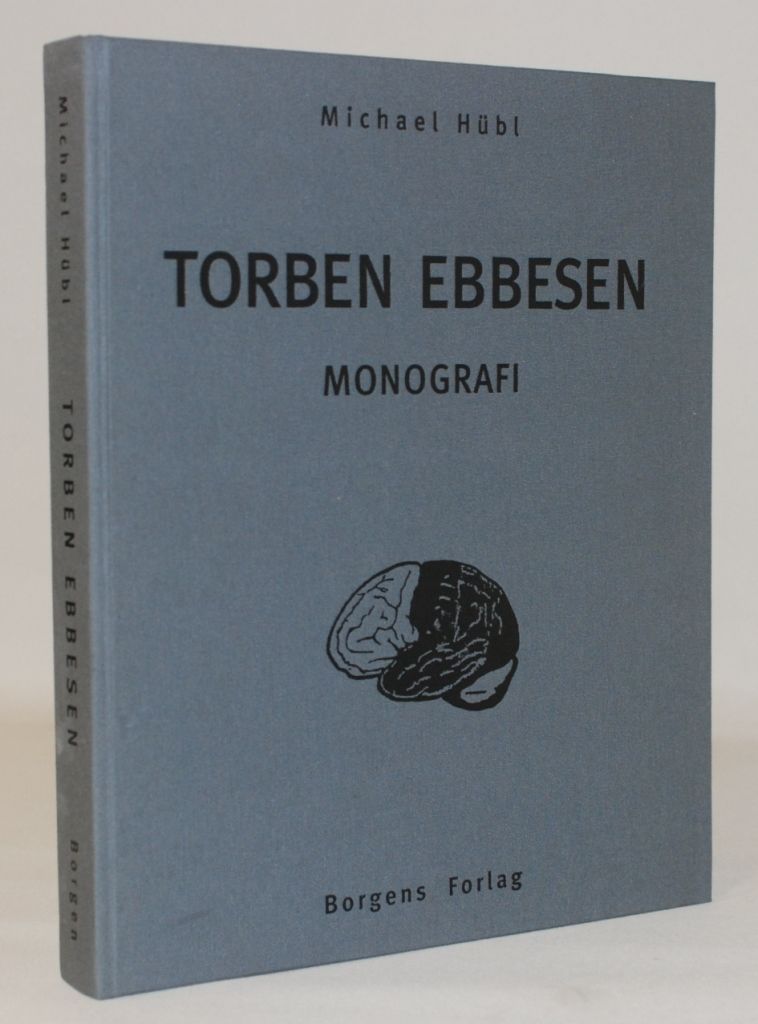 Michael Hübl
TORBEN EBBESEN
MONOGRAFI
Borgens Forlag
Michael Hübl
TORBEN EBBESEN
Borgen